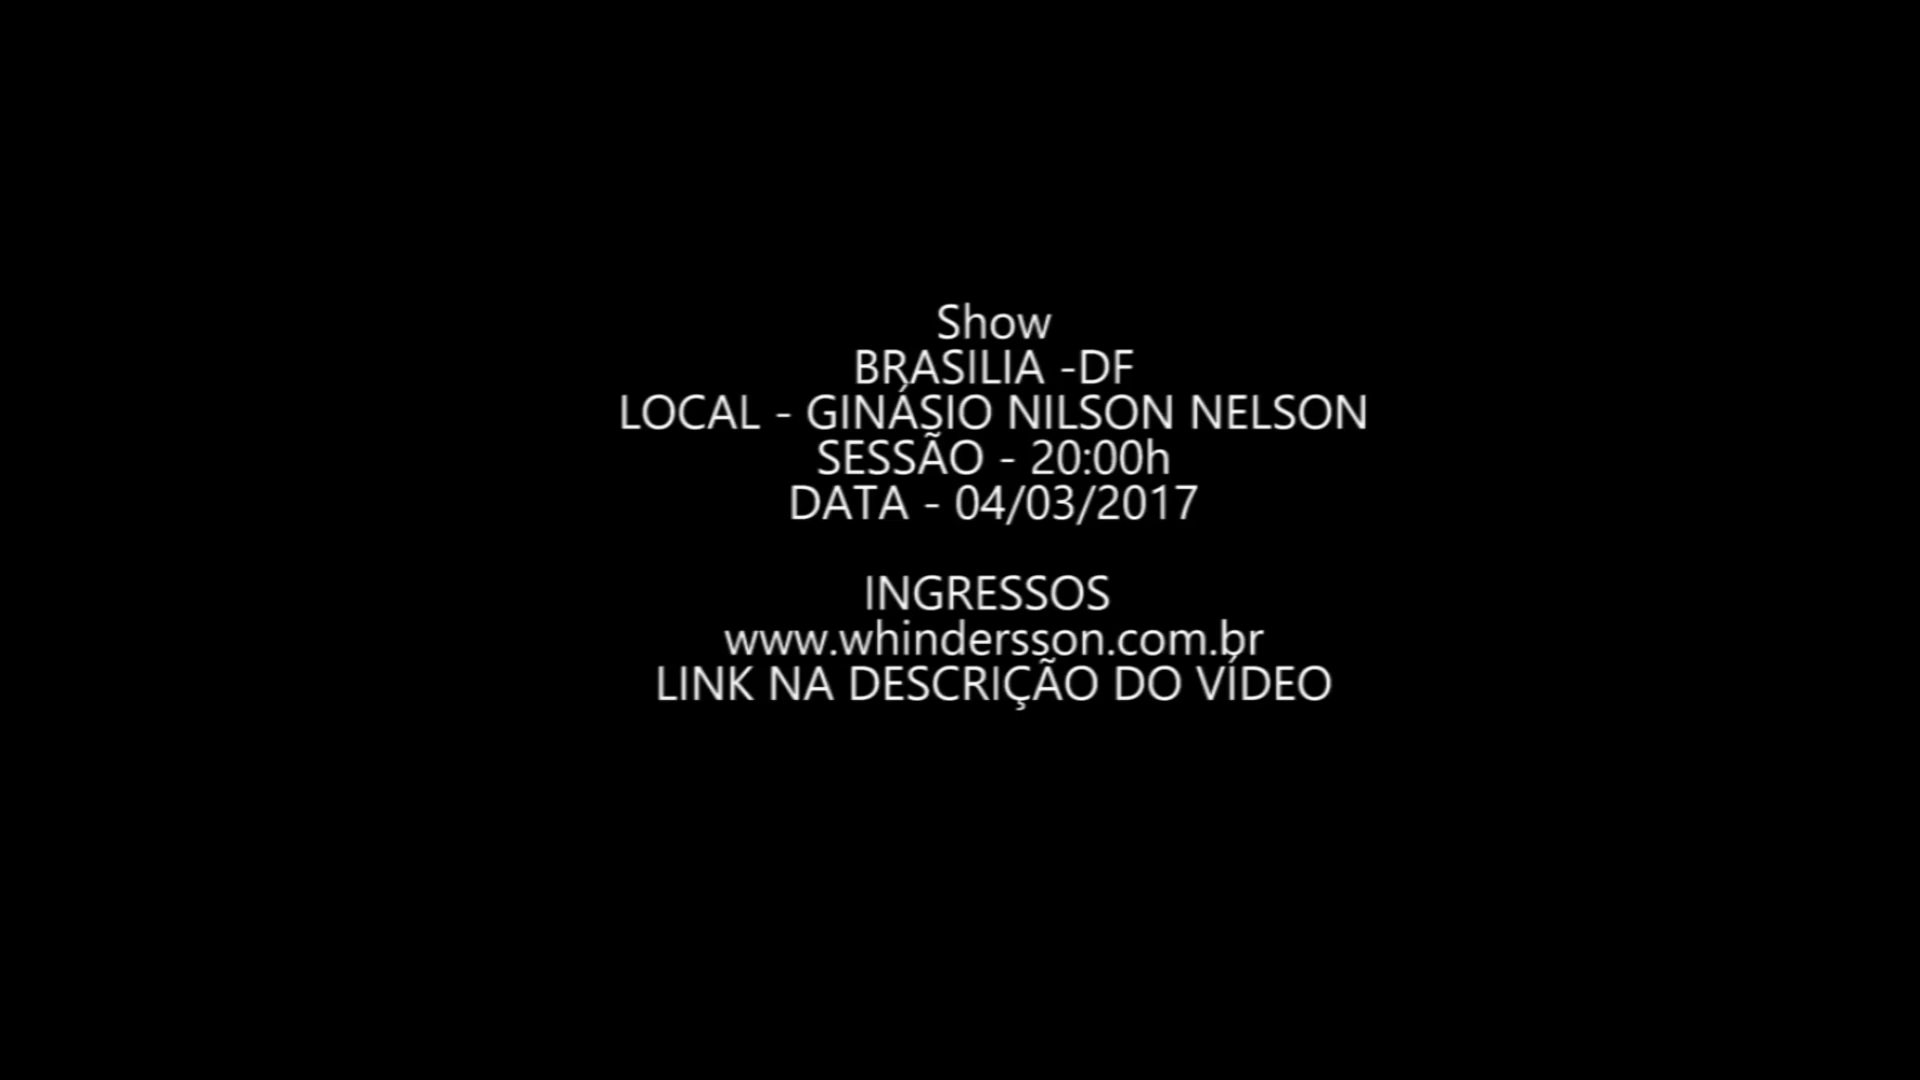 Show
BRASILIA -DF
LOCAL - GINÁSIO NILSON NELSON
SESSÃO - 20:00h
DATA - 04/03/2017
INGRESSOS
www.whindersson.com.br
LINK NA DESCRIÇÃO DO VÍDEO